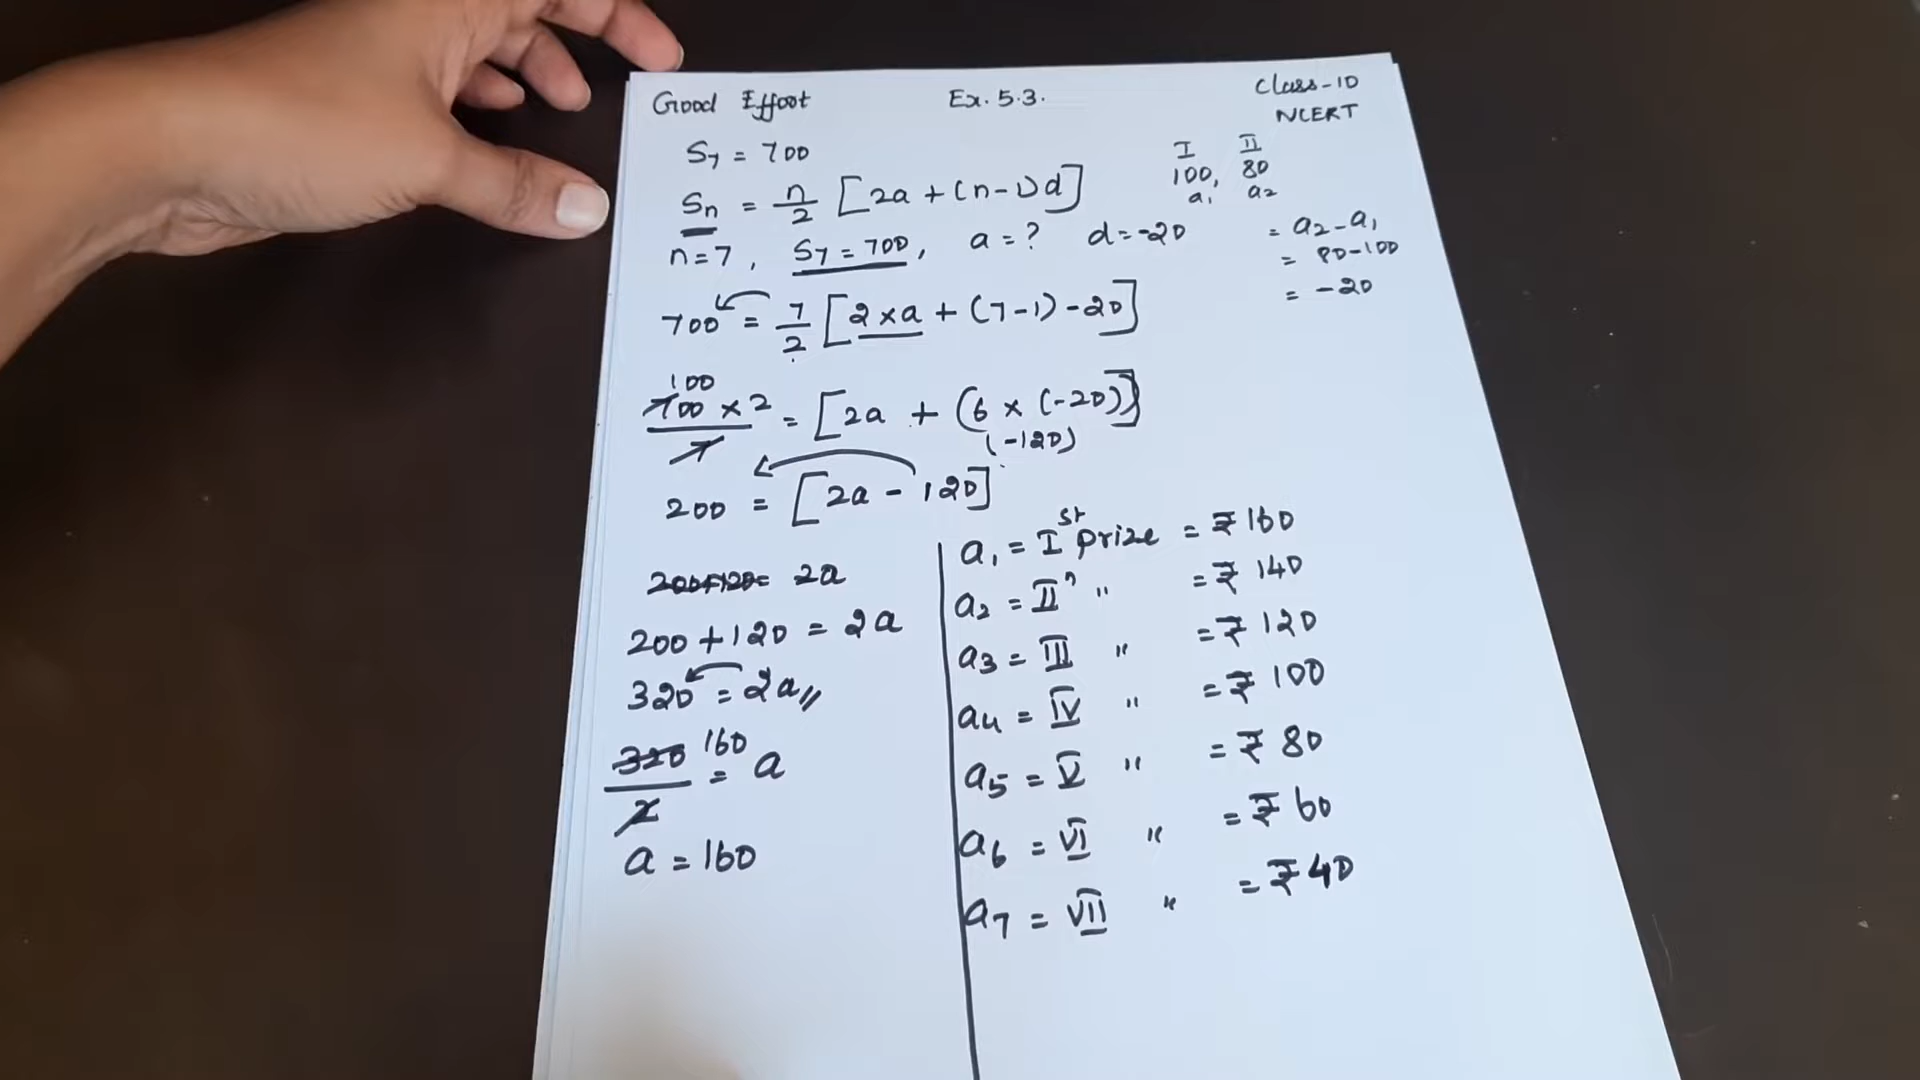 Good Effort
Ex. 5.3.
Class-10
NCERT
S7 = 700
I II
100, 80
a1 a2
Sn = n/2 [2a + (n-1)d]
n=7, S7 = 700, a = ? d = -20
= a2 - a1
= 80-100
= -20
700 = 7/2 [2 × a + (7-1) -20]
100
700 × 2 / 7 = [2a + (6 × (-20))]
(-120)
200 = [2a - 120]
200+120= 2a
200 + 120 = 2a
320 = 2a //
320 / 2 160 = a
a = 160
a1 = Ist prize = ₹ 160
a2 = II " " = ₹ 140
a3 = III " = ₹ 120
a4 = IV " = ₹ 100
a5 = V " = ₹ 80
a6 = VI " = ₹ 60
a7 = VII " = ₹ 40